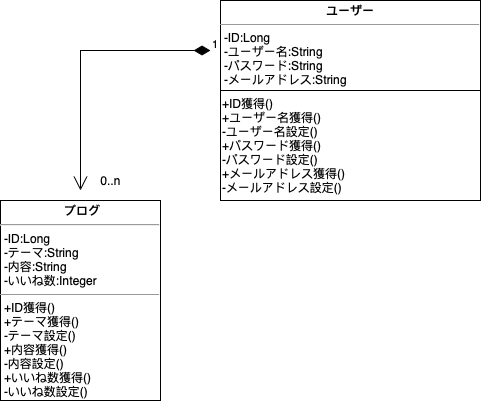 ユーザー
-ID:Long
-ユーザー名:String
-パスワード:String
-メールアドレス:String
+ID獲得()
+ユーザー名獲得()
-ユーザー名設定()
+パスワード獲得()
-パスワード設定()
+メールアドレス獲得()
-メールアドレス設定()
1
0..n
ブログ
-ID:Long
-テーマ:String
-内容:String
-いいね数:Integer
+ID獲得()
+テーマ獲得()
-テーマ設定()
+内容獲得()
-内容設定()
+いいね数獲得()
-いいね数設定()